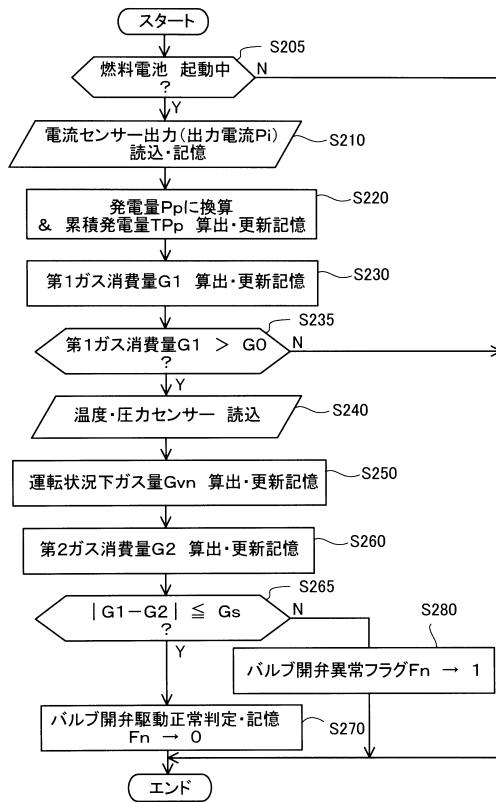 スタート
S205
燃料電池 起動中
?
N
Y
電流センサー出力(出力電流Pi)
読込・記憶
S210
発電量Ppに換算
& 累積発電量TPp 算出・更新記憶
S220
第1ガス消費量G1 算出・更新記憶
S230
S235
第1ガス消費量G1 > G0
?
N
Y
温度・圧力センサー 読込
S240
運転状況下ガス量Gvn 算出・更新記憶
S250
第2ガス消費量G2 算出・更新記憶
S260
S265
|G1-G2| ≦ Gs
?
N
Y
S280
バルブ開弁異常フラグFn → 1
バルブ開弁駆動正常判定・記憶
Fn → 0
S270
エンド